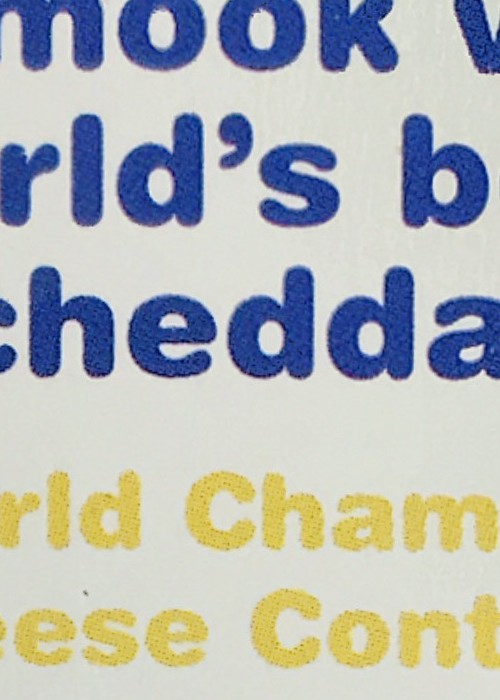 mook
rld's b
chedda
rld Cham
eese Cont